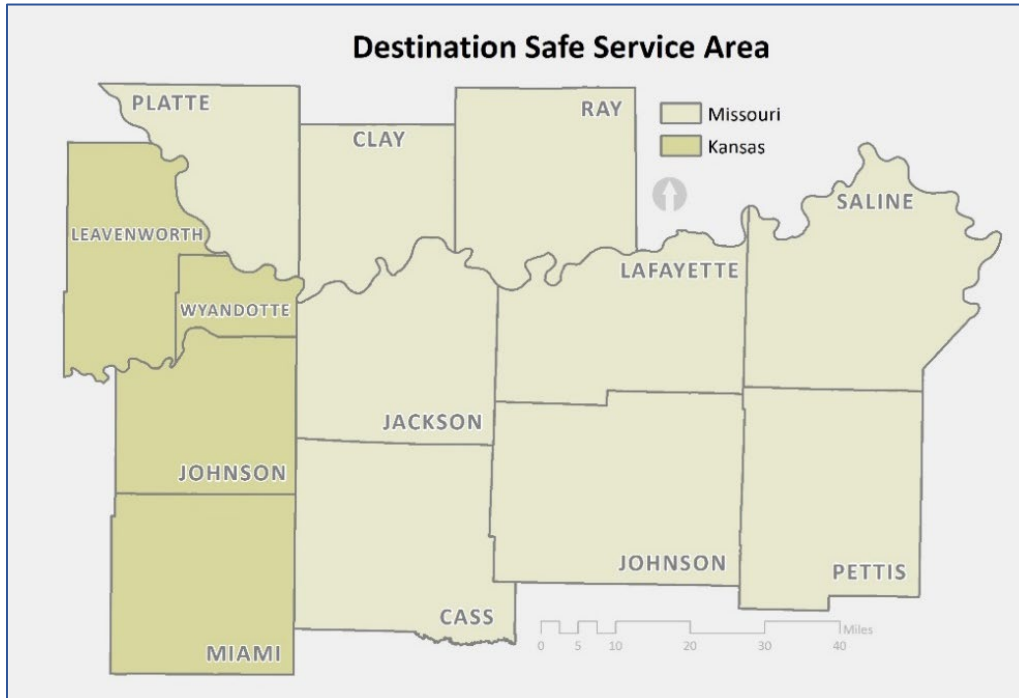 Destination Safe Service Area
PLATTE
CLAY
RAY
Missouri
Kansas
SALINE
LEAVENWORTH
LAFAYETTE
WYANDOTTE
JACKSON
JOHNSON
JOHNSON
PETTIS
CASS
MIAMI
Miles
0 5 10 20 30 40